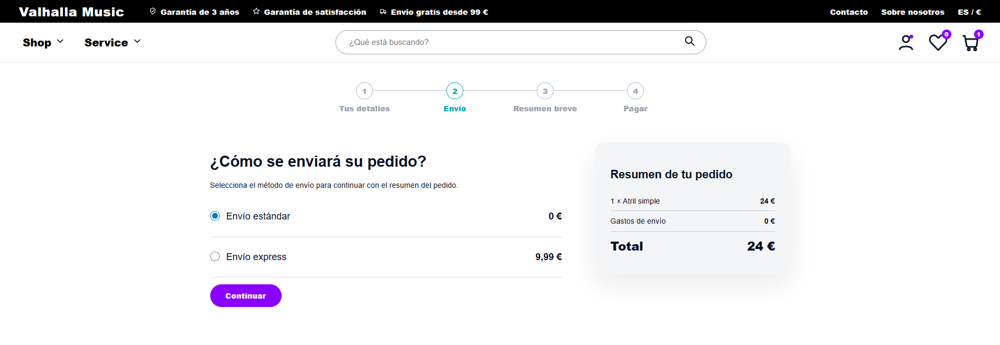 Valhalla Music Garantía de 3 años Garantía de satisfacción Envío gratis desde 99 € Contacto Sobre nosotros ES / €
Shop Service ¿Qué está buscando? 0 1
1 2 3 4
Tus detalles Envío Resumen breve Pagar
¿Cómo se enviará su pedido?
Selecciona el método de envío para continuar con el resumen del pedido.
Envío estándar 0 €
Envío express 9,99 €
Continuar
Resumen de tu pedido
1 × Atril simple 24 €
Gastos de envío 0 €
Total 24 €